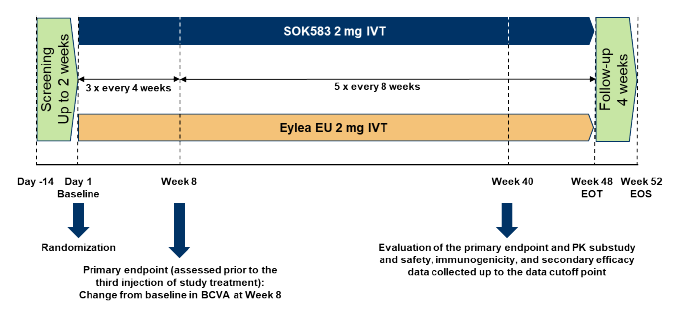 SOK583 2 mg IVT
Screening
Up to 2 weeks
3 x every 4 weeks
5 x every 8 weeks
Follow-up
4 weeks
Eylea EU 2 mg IVT
Day -14
Day 1
Baseline
Week 8
Week 40
Week 48
EOT
Week 52
EOS
Randomization
Primary endpoint (assessed prior to the
third injection of study treatment):
Change from baseline in BCVA at Week 8
Evaluation of the primary endpoint and PK substudy
and safety, immunogenicity, and secondary efficacy
data collected up to the data cutoff point